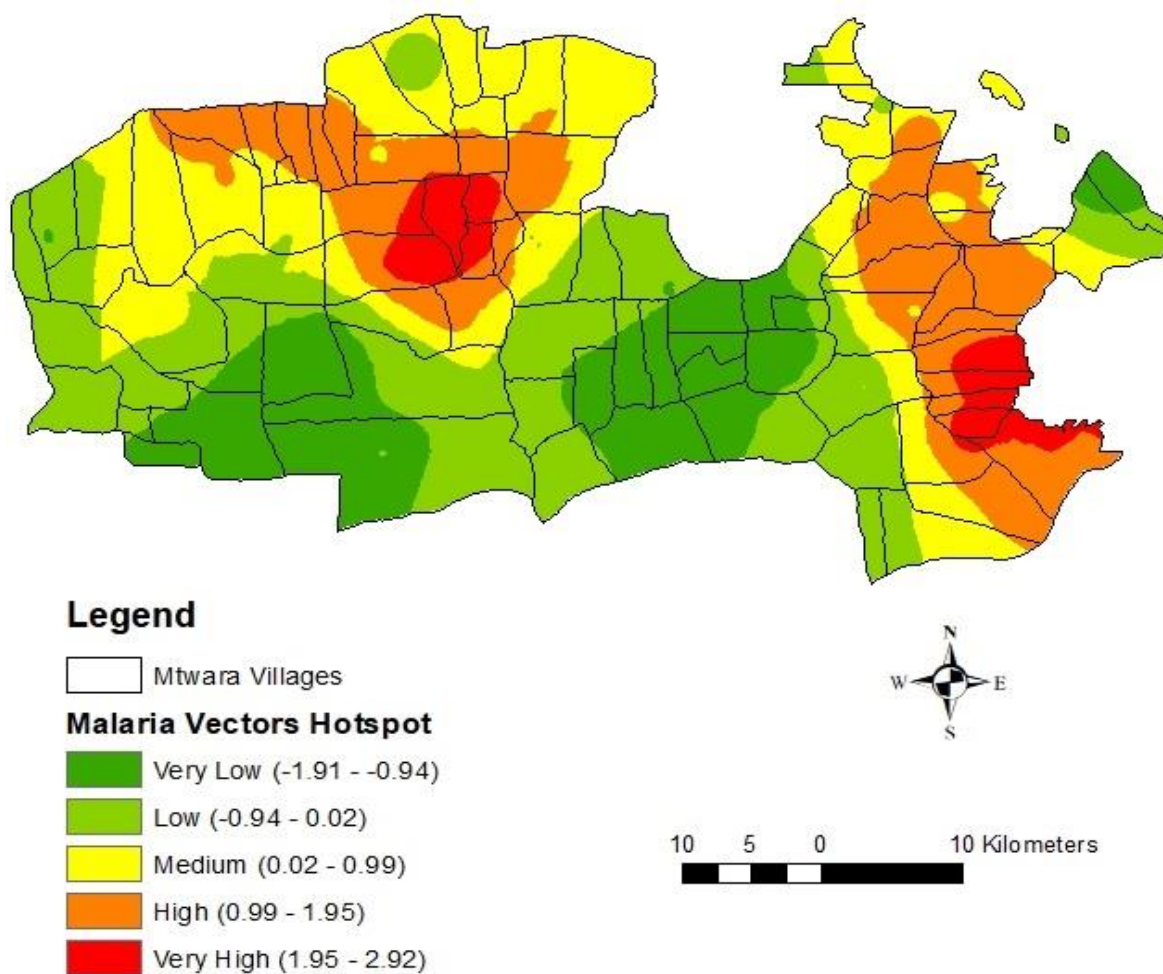 Legend
Mtwara Villages
Malaria Vectors Hotspot
Very Low (-1.91 - -0.94)
Low (-0.94 - 0.02)
Medium (0.02 - 0.99)
High (0.99 - 1.95)
Very High (1.95 - 2.92)
N
W E
S
10 5 0 10 Kilometers